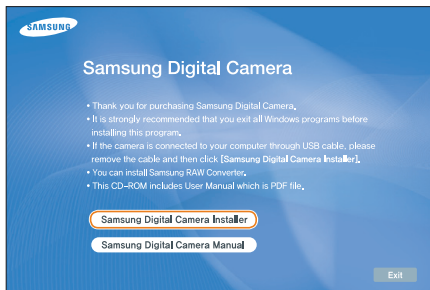 SAMSUNG
Samsung Digital Camera
• Thank you for purchasing Samsung Digital Camera.
• It is strongly recommended that you exit all Windows programs before
installing this program.
• If the camera is connected to your computer through USB cable, please
remove the cable and then click [Samsung Digital Camera Installer].
• You can install Samsung RAW Converter.
• This CD-ROM includes User Manual which is PDF file.
Samsung Digital Camera Installer
Samsung Digital Camera Manual
Exit